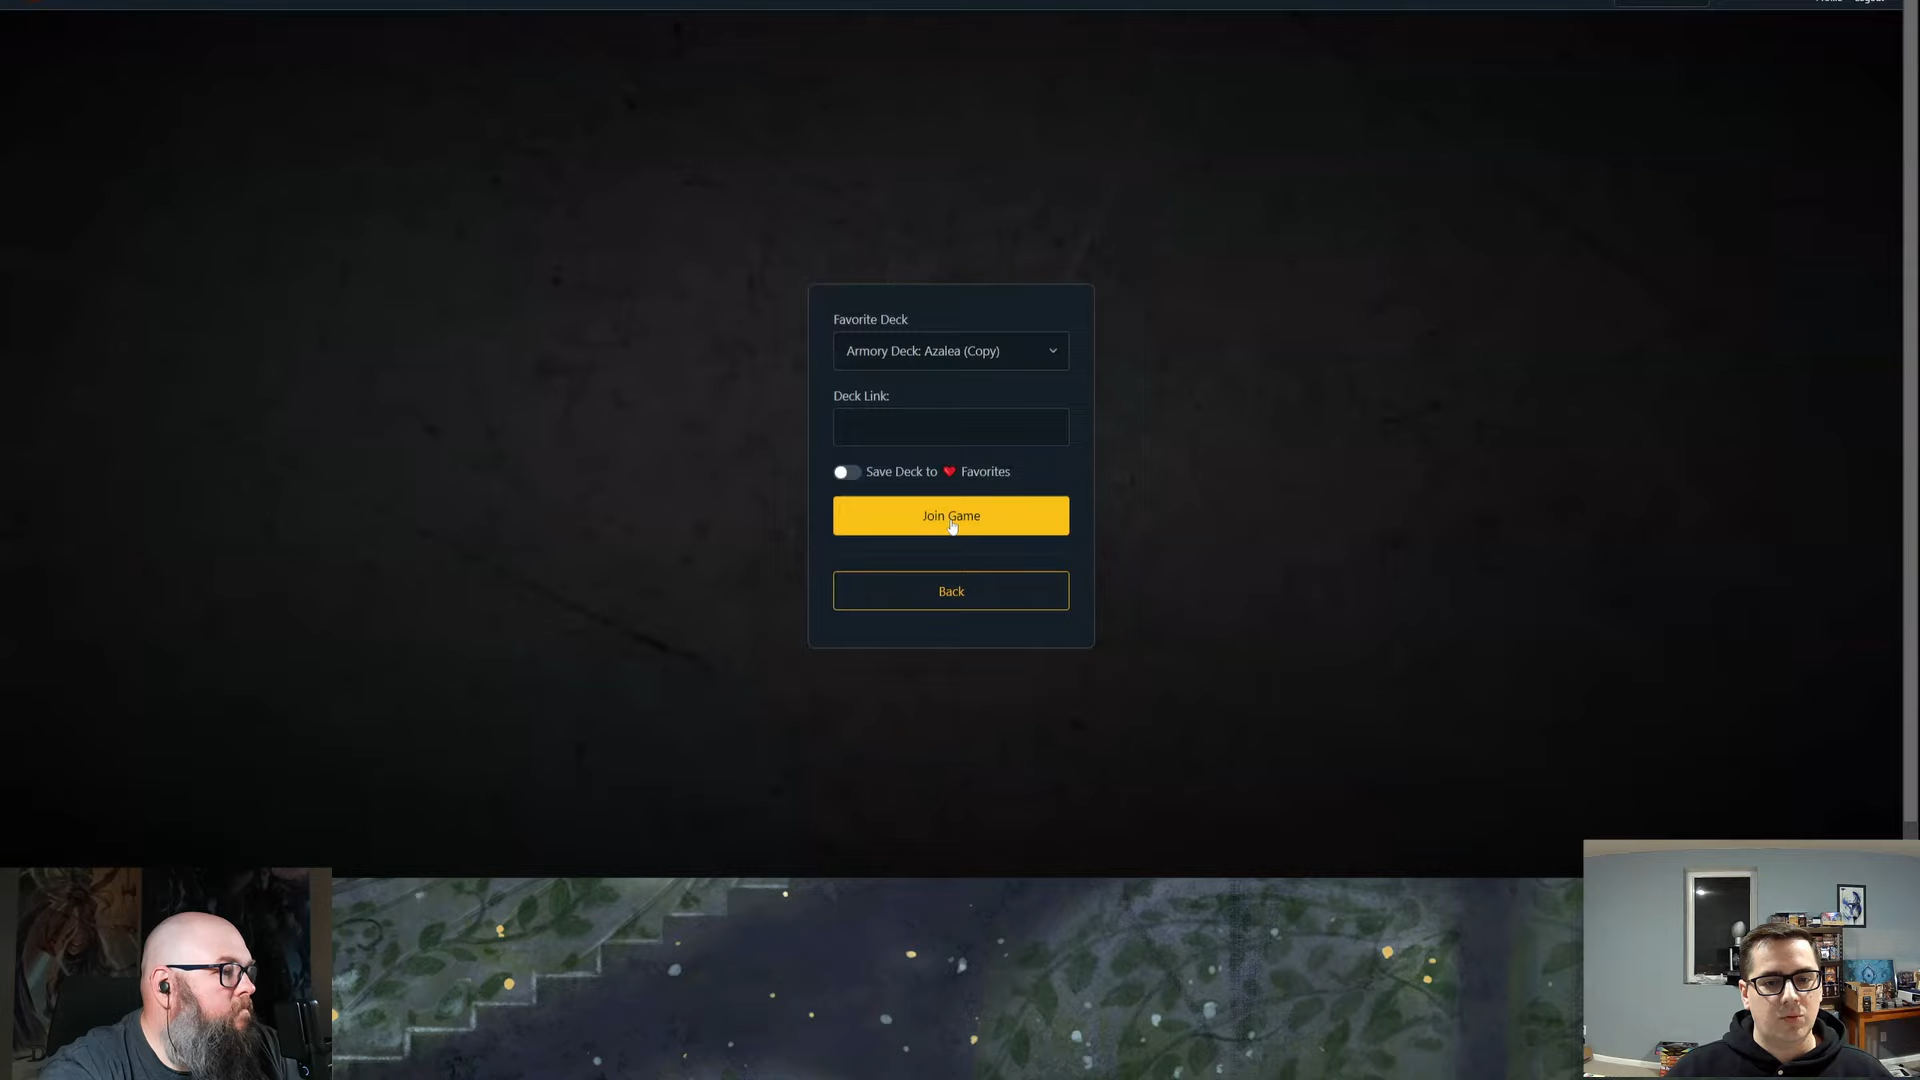 Favorite Deck
Armory Deck: Azalea (Copy)
Deck Link:
Save Deck to ❤ Favorites
Join Game
Back